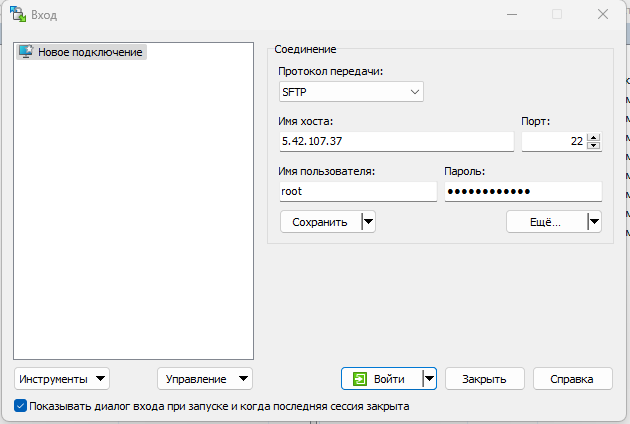 Вход
Новое подключение
Соединение
Протокол передачи:
SFTP
Имя хоста:
Порт:
5.42.107.37
22
Имя пользователя:
Пароль:
root
••••••••••••
Сохранить
Ещё...
Инструменты
Управление
Войти
Закрыть
Справка
Показывать диалог входа при запуске и когда последняя сессия закрыта